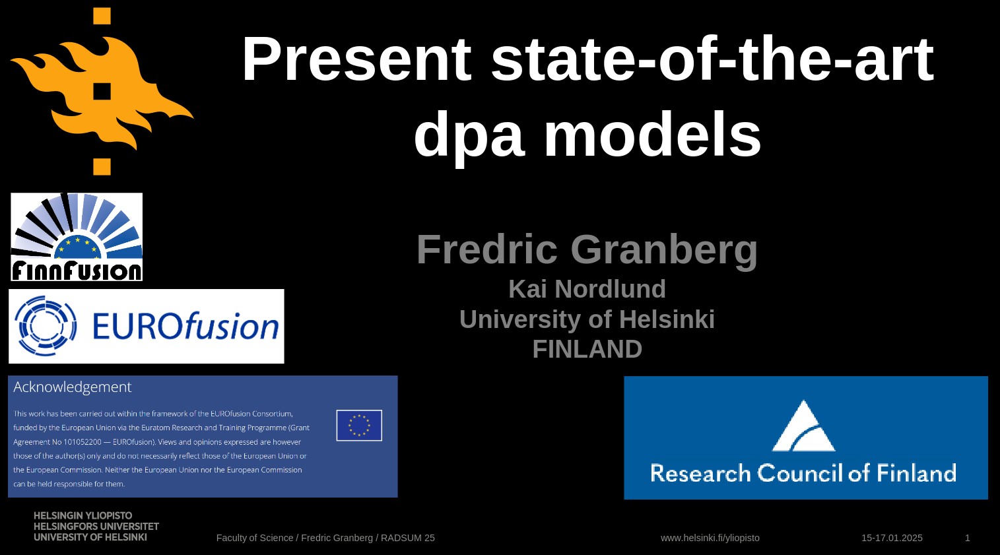 Present state-of-the-art
dpa models
FINNFUSION
Fredric Granberg
Kai Nordlund
University of Helsinki
FINLAND
EUROfusion
Acknowledgement
This work has been carried out within the framework of the EUROfusion Consortium,
funded by the European Union via the Euratom Research and Training Programme (Grant
Agreement No 101052200 — EUROfusion). Views and opinions expressed are however
those of the author(s) only and do not necessarily reflect those of the European Union or
the European Commission. Neither the European Union nor the European Commission
can be held responsible for them.
Research Council of Finland
HELSINGIN YLIOPISTO
HELSINGFORS UNIVERSITET
UNIVERSITY OF HELSINKI
Faculty of Science / Fredric Granberg / RADSUM 25
www.helsinki.fi/yliopisto
15-17.01.2025
1